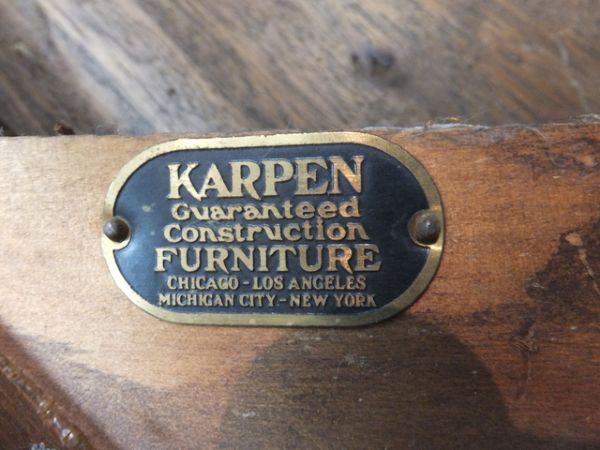 KARPEN
Guaranteed
Construction
FURNITURE
CHICAGO - LOS ANGELES
MICHIGAN CITY - NEW YORK